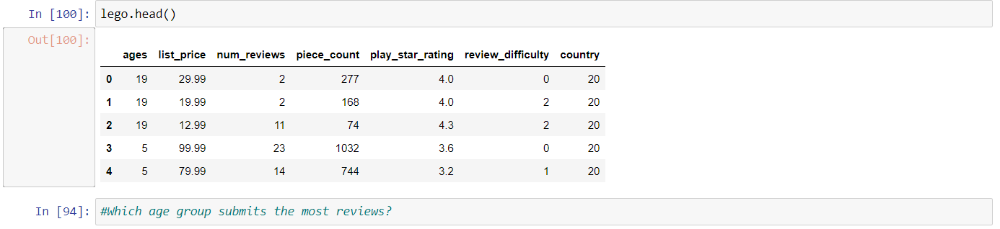 In [100]: lego.head()
Out[100]:
ages list_price num_reviews piece_count play_star_rating review_difficulty country
0 19 29.99 2 277 4.0 0 20
1 19 19.99 2 168 4.0 2 20
2 19 12.99 11 74 4.3 2 20
3 5 99.99 23 1032 3.6 0 20
4 5 79.99 14 744 3.2 1 20
In [94]: #Which age group submits the most reviews?